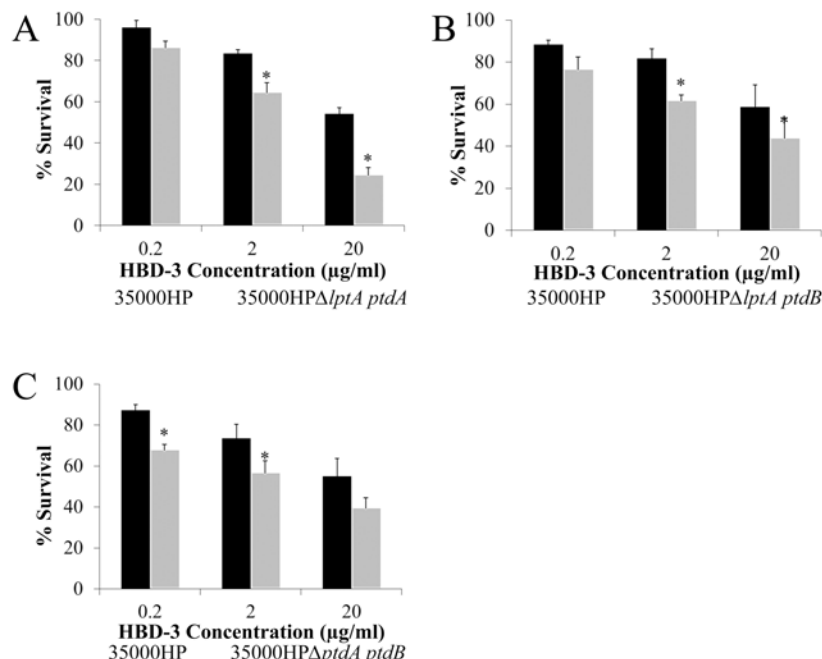 A
% Survival
100
80
60
40
20
0
*
*
0.2 2 20
HBD-3 Concentration (µg/ml)
35000HP 35000HPΔlptA ptdA
B
% Survival
100
80
60
40
20
0
*
*
0.2 2 20
HBD-3 Concentration (µg/ml)
35000HP 35000HPΔlptA ptdB
C
% Survival
100
80
60
40
20
0
*
*
0.2 2 20
HBD-3 Concentration (µg/ml)
35000HP 35000HPΔptdA ptdB